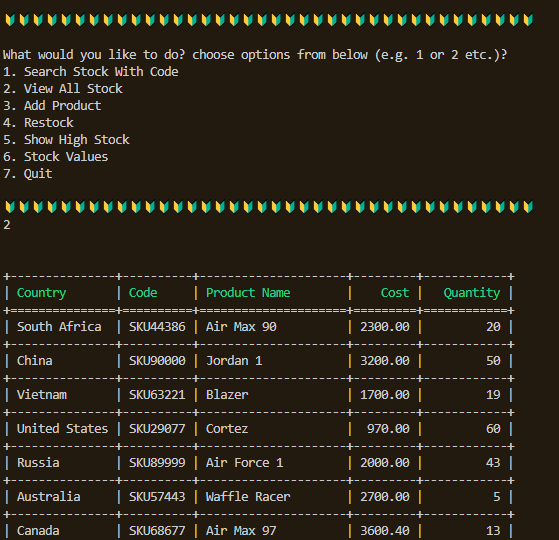 What would you like to do? choose options from below (e.g. 1 or 2 etc.)?
1. Search Stock With Code
2. View All Stock
3. Add Product
4. Restock
5. Show High Stock
6. Stock Values
7. Quit
2
Country Code Product Name Cost Quantity
South Africa SKU44386 Air Max 90 2300.00 20
China SKU90000 Jordan 1 3200.00 50
Vietnam SKU63221 Blazer 1700.00 19
United States SKU29077 Cortez 970.00 60
Russia SKU89999 Air Force 1 2000.00 43
Australia SKU57443 Waffle Racer 2700.00 5
Canada SKU68677 Air Max 97 3600.40 13